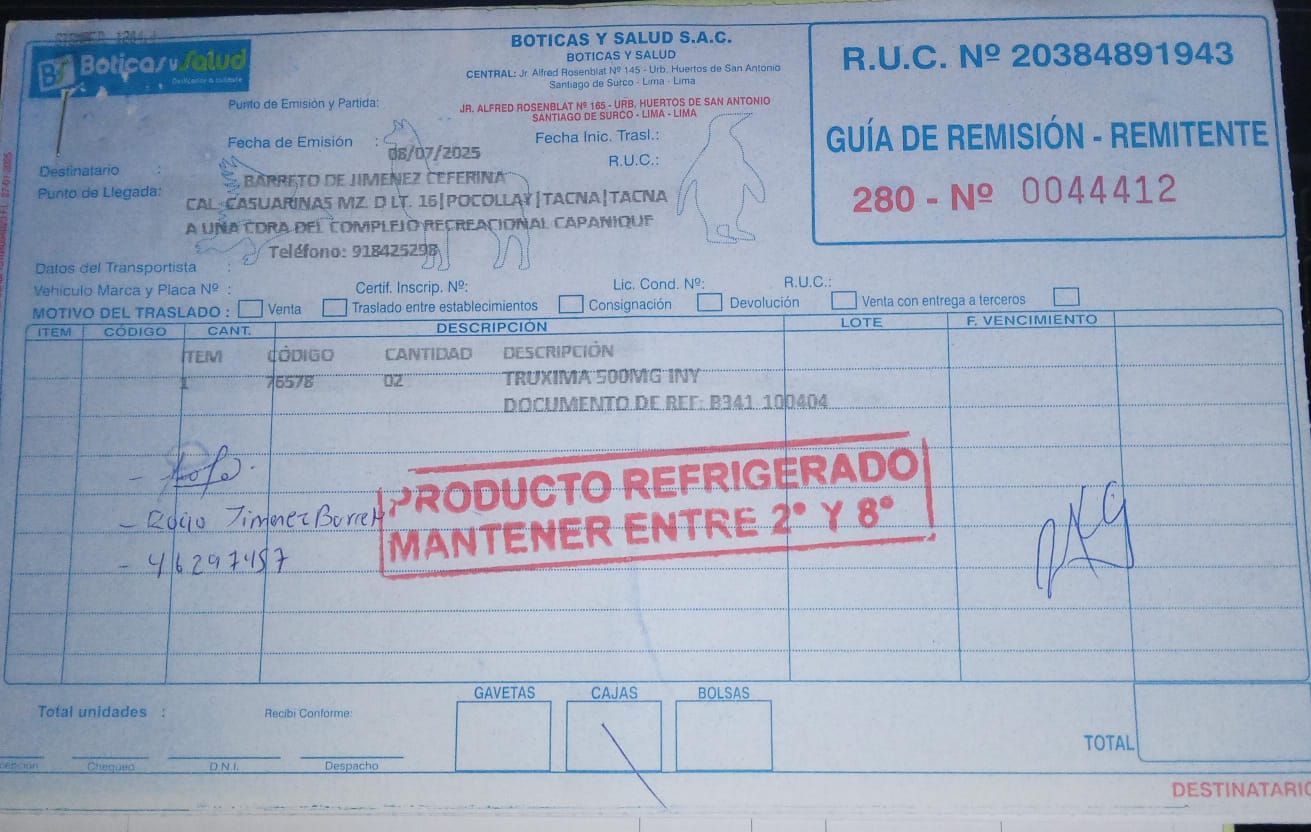 Boticas y Salud
BOTICAS Y SALUD S.A.C.
BOTICAS Y SALUD
CENTRAL: Jr. Alfred Rosenblat Nº 145 - Urb. Huertos de San Antonio
Santiago de Surco - Lima - Lima
R.U.C. Nº 20384891943
GUÍA DE REMISIÓN - REMITENTE
280 - Nº 0044412
Punto de Emisión y Partida:
JR. ALFRED ROSENBLAT Nº 165 - URB. HUERTOS DE SAN ANTONIO
SANTIAGO DE SURCO - LIMA - LIMA
Fecha de Emisión : 08/07/2025
Fecha Inic. Trasl.:
Destinatario : BARRETO DE JIMENEZ CEFERINA
R.U.C.:
Punto de Llegada: CAL CASUARINAS MZ. D LT. 16|POCOLLAY|TACNA|TACNA
A UNA CDRA DEL COMPLEJO RECREACIONAL CAPANIQUE
Teléfono: 918425298
Datos del Transportista :
Vehículo Marca y Placa Nº : Certif. Inscrip. Nº: Lic. Cond. Nº: R.U.C.:
MOTIVO DEL TRASLADO : Venta Traslado entre establecimientos Consignación Devolución Venta con entrega a terceros
ITEM CÓDIGO CANT. DESCRIPCIÓN LOTE F. VENCIMIENTO
ITEM CÓDIGO CANTIDAD DESCRIPCIÓN
1 76578 02 TRUXIMA 500MG INY
DOCUMENTO DE REF: B341 100404
PRODUCTO REFRIGERADO
MANTENER ENTRE 2° Y 8°
- Rocio Jimenez Barreto
- 46297457
GAVETAS CAJAS BOLSAS
Total unidades : Recibi Conforme:
TOTAL
Chequeo D.N.I. Despacho
DESTINATARIO